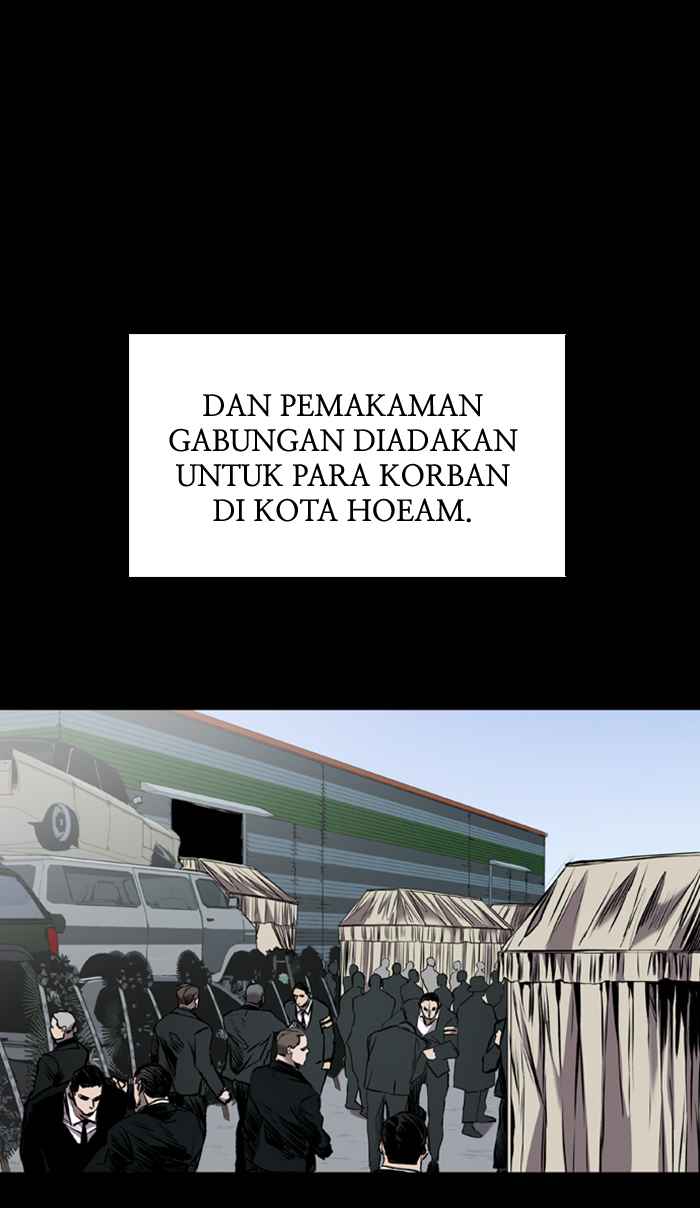 DAN PEMAKAMAN
GABUNGAN DIADAKAN
UNTUK PARA KORBAN
DI KOTA HOEAM.